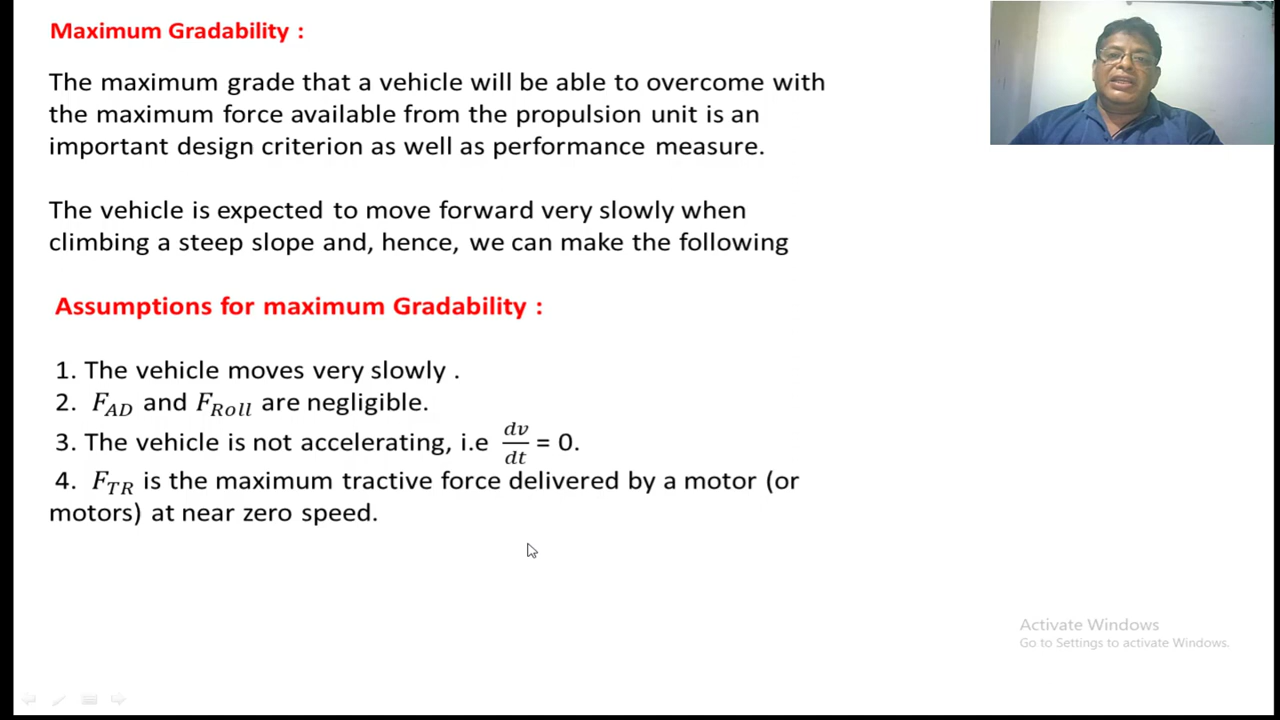 Maximum Gradability :
The maximum grade that a vehicle will be able to overcome with
the maximum force available from the propulsion unit is an
important design criterion as well as performance measure.
The vehicle is expected to move forward very slowly when
climbing a steep slope and, hence, we can make the following
Assumptions for maximum Gradability :
1. The vehicle moves very slowly .
2. F_AD and F_Roll are negligible.
3. The vehicle is not accelerating, i.e dv/dt = 0.
4. F_TR is the maximum tractive force delivered by a motor (or
motors) at near zero speed.
Activate Windows
Go to Settings to activate Windows.